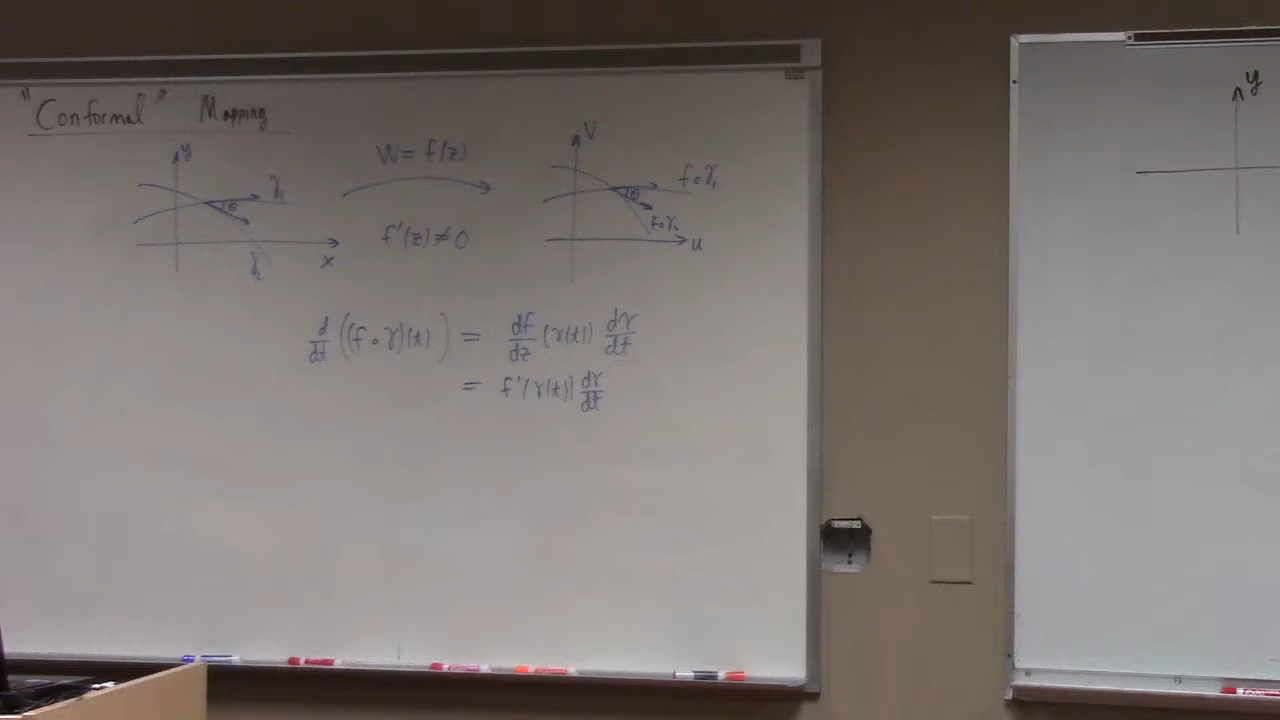 "Conformal" Mapping
y
W = f(z)
V
γ₁
θ
f∘γ₁
θ
f∘γ₂
f'(z) ≠ 0
x
u
γ₂
d/dt ((f∘γ)(t)) = df/dz (γ(t)) dγ/dt
= f'(γ(t)) dγ/dt
y